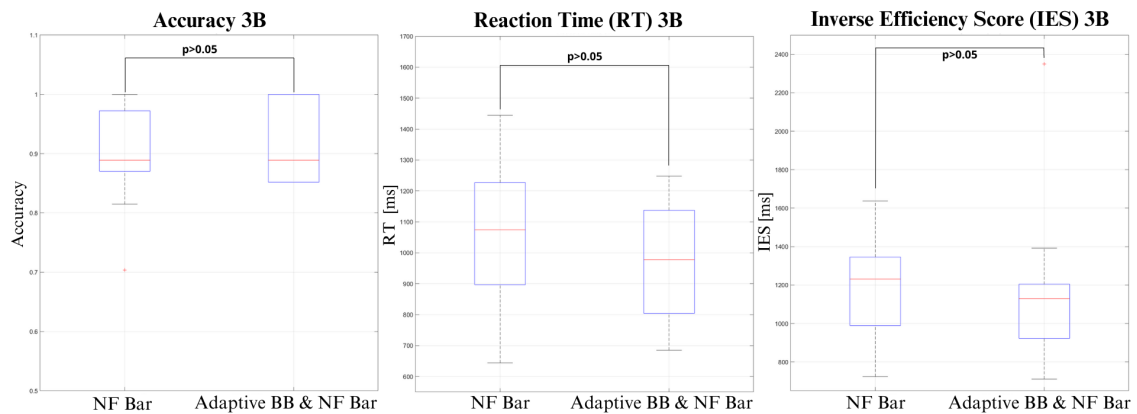 Accuracy 3B
1.1
1
0.9
0.8
0.7
0.6
0.5
Accuracy
p>0.05
NF Bar
Adaptive BB & NF Bar
Reaction Time (RT) 3B
1700
1600
1500
1400
1300
1200
1100
1000
900
800
700
600
RT [ms]
p>0.05
NF Bar
Adaptive BB & NF Bar
Inverse Efficiency Score (IES) 3B
2400
2200
2000
1800
1600
1400
1200
1000
800
IES [ms]
p>0.05
NF Bar
Adaptive BB & NF Bar